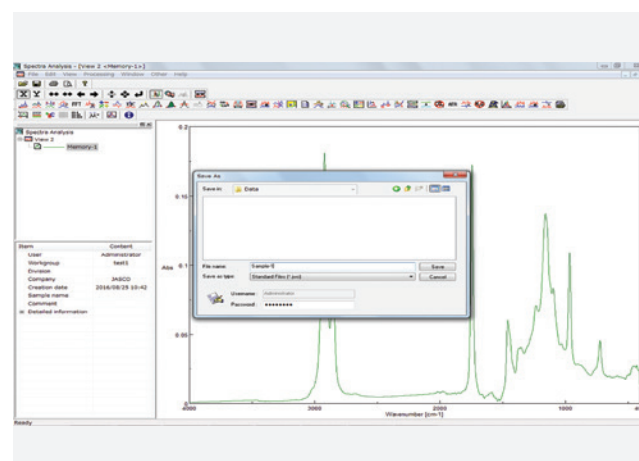 Spectra Analysis - [View 2 <Memory-1>]
File Edit View Processing Window Other Help
Spectra Analysis
View 2
Memory-1
Item Content
User Administrator
Workgroup test1
Division
Company JASCO
Creation date 2016/08/25 10:42
Sample name
Comment
Detailed information
Save As
Save in: Data
File name: Sample-1
Save
Save as type: Standard Files (*.jws)
Cancel
Username: Administrator
Password:
0.2
0.15
Abs 0.1
0.05
4000 3000 2000 1000
Wavenumber [cm-1]
Ready